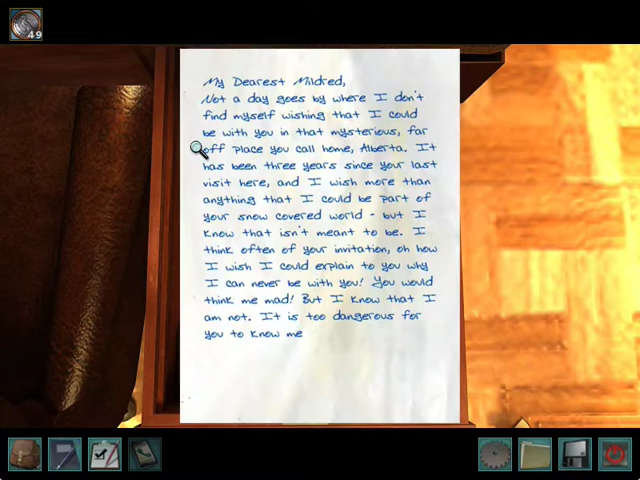 49
My Dearest Mildred,
Not a day goes by where I don't
find myself wishing that I could
be with you in that mysterious, far
off place you call home, Alberta. It
has been three years since your last
visit here, and I wish more than
anything that I could be part of
your snow covered world - but I
know that isn't meant to be. I
think often of your invitation, oh how
I wish I could explain to you why
I can never be with you! You would
think me mad! But I know that I
am not. It is too dangerous for
you to know me